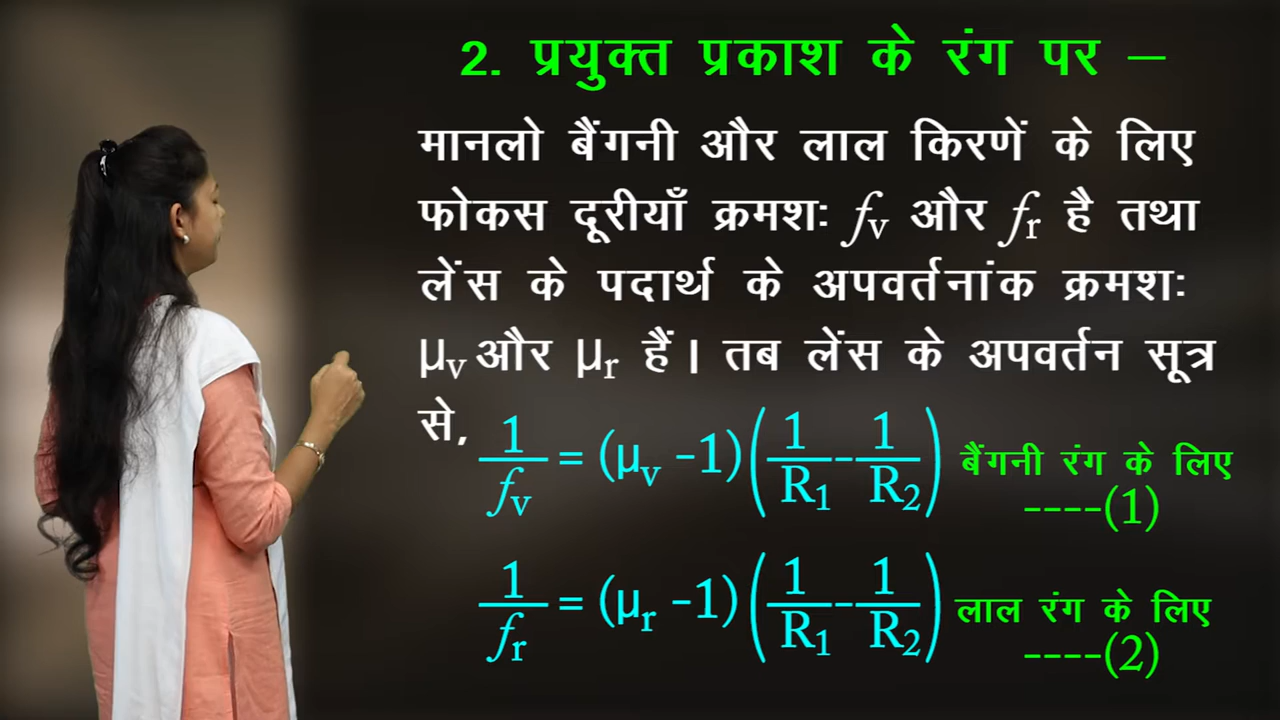 2. प्रयुक्त प्रकाश के रंग पर –
मानलो बैंगनी और लाल किरणें के लिए
फोकस दूरीयाँ क्रमशः fᵥ और fᵣ है तथा
लेंस के पदार्थ के अपवर्तनांक क्रमशः
μᵥ और μᵣ हैं। तब लेंस के अपवर्तन सूत्र
से,
1/fᵥ = (μᵥ -1)(1/R₁ - 1/R₂) बैंगनी रंग के लिए
----(1)
1/fᵣ = (μᵣ -1)(1/R₁ - 1/R₂) लाल रंग के लिए
----(2)